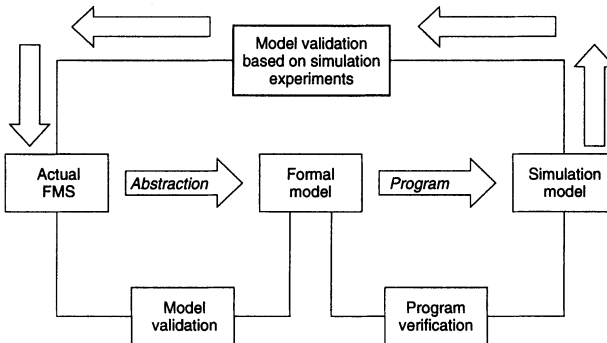 Model validation
based on simulation
experiments
Actual
FMS
Abstraction
Formal
model
Program
Simulation
model
Model
validation
Program
verification